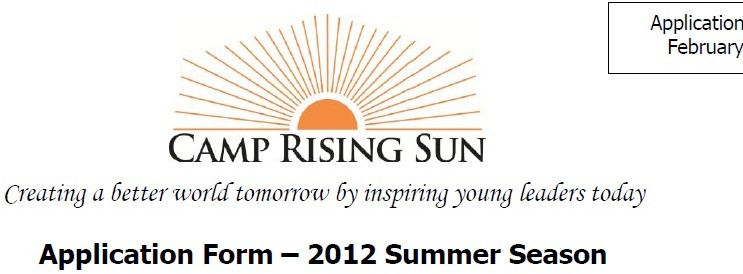 Application
February
CAMP RISING SUN
Creating a better world tomorrow by inspiring young leaders today
Application Form – 2012 Summer Season